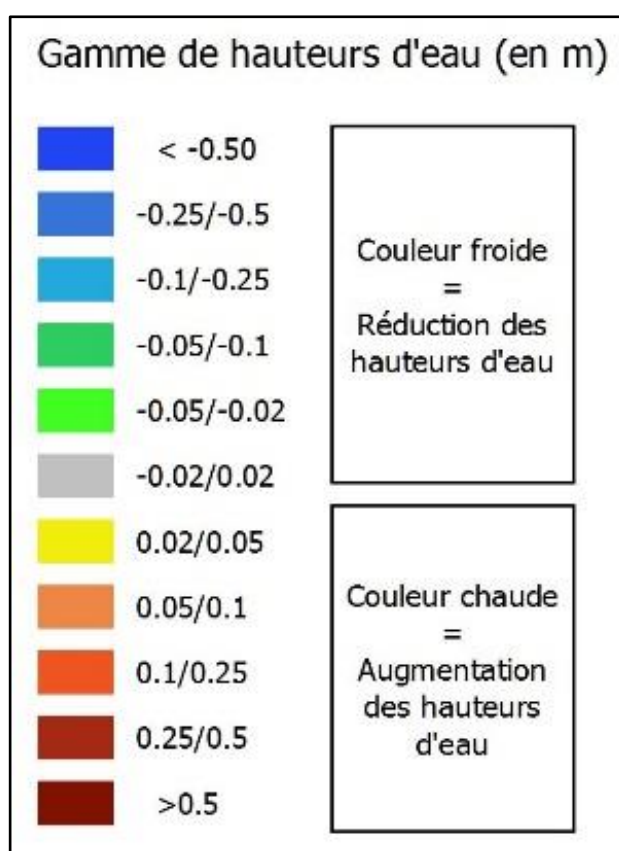 Gamme de hauteurs d'eau (en m)
< -0.50
-0.25/-0.5
-0.1/-0.25
-0.05/-0.1
-0.05/-0.02
-0.02/0.02
0.02/0.05
0.05/0.1
0.1/0.25
0.25/0.5
>0.5
Couleur froide
=
Réduction des
hauteurs d'eau
Couleur chaude
=
Augmentation
des hauteurs
d'eau